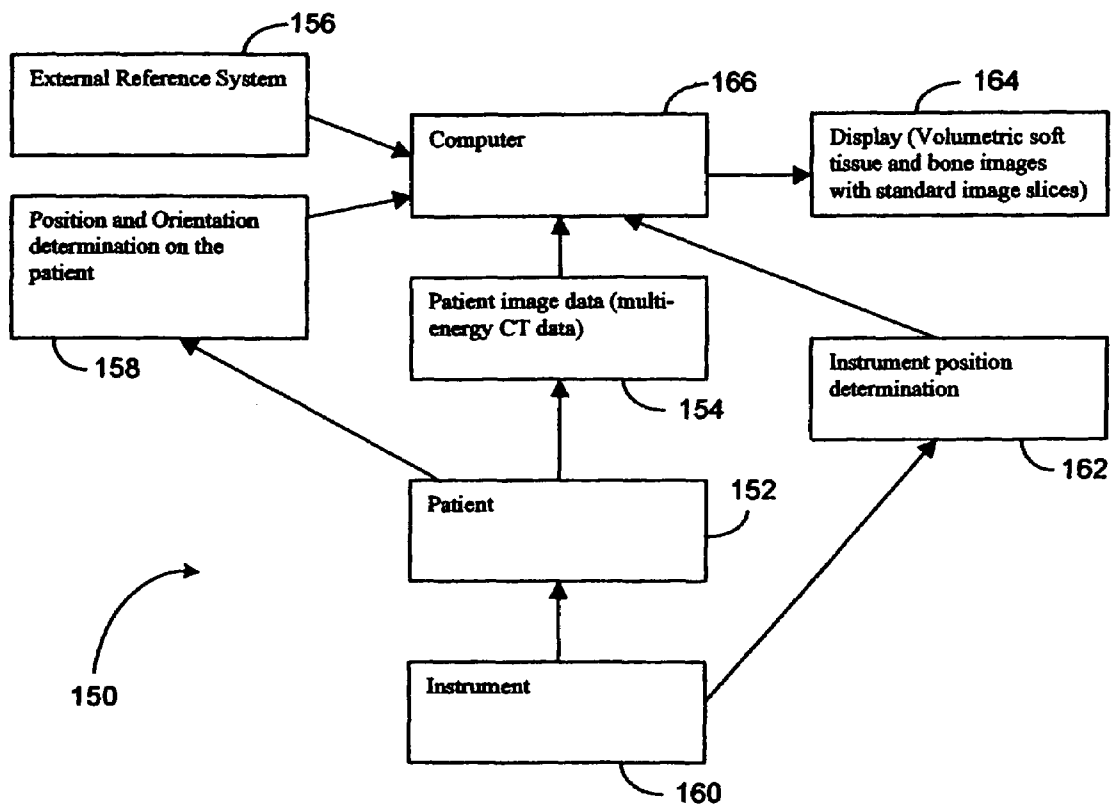 156
External Reference System
166
Computer
164
Display (Volumetric soft
tissue and bone images
with standard image slices)
Position and Orientation
determination on the
patient
158
Patient image data (multi-
energy CT data)
154
Instrument position
determination
162
Patient
152
150
Instrument
160